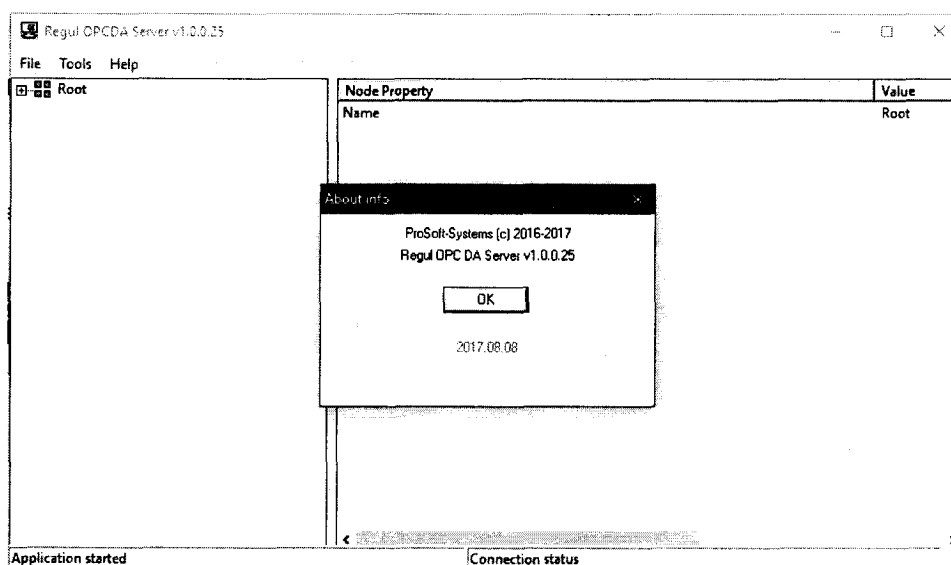 Regul OPCDA Server v1.0.0.25
File Tools Help
Root
Node Property Value
Name Root
About info
ProSoft-Systems (c) 2016-2017
Regul OPC DA Server v1.0.0.25
OK
2017.08.08
Application started Connection status